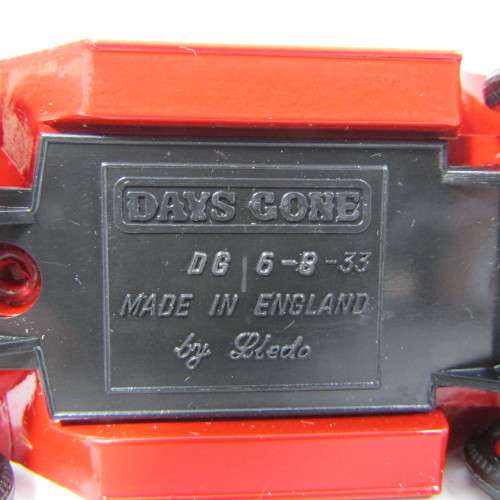 DAYS GONE
DG 6-8-33
MADE IN ENGLAND
by Lledo